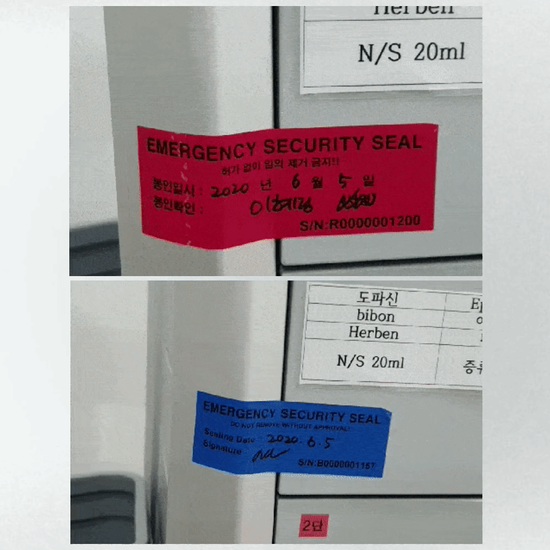 Herben
N/S 20ml
EMERGENCY SECURITY SEAL
허가 없이 임의 제거 금지!!
봉인일시 : 2020 년 6 월 5 일
봉인확인 :
S/N:R0000001200
도파신
bibon
Herben
N/S 20ml
증류
EMERGENCY SECURITY SEAL
DO NOT REMOVE WITHOUT APPROVAL!
Sealing Date : 2020. 6. 5
Signature
2단